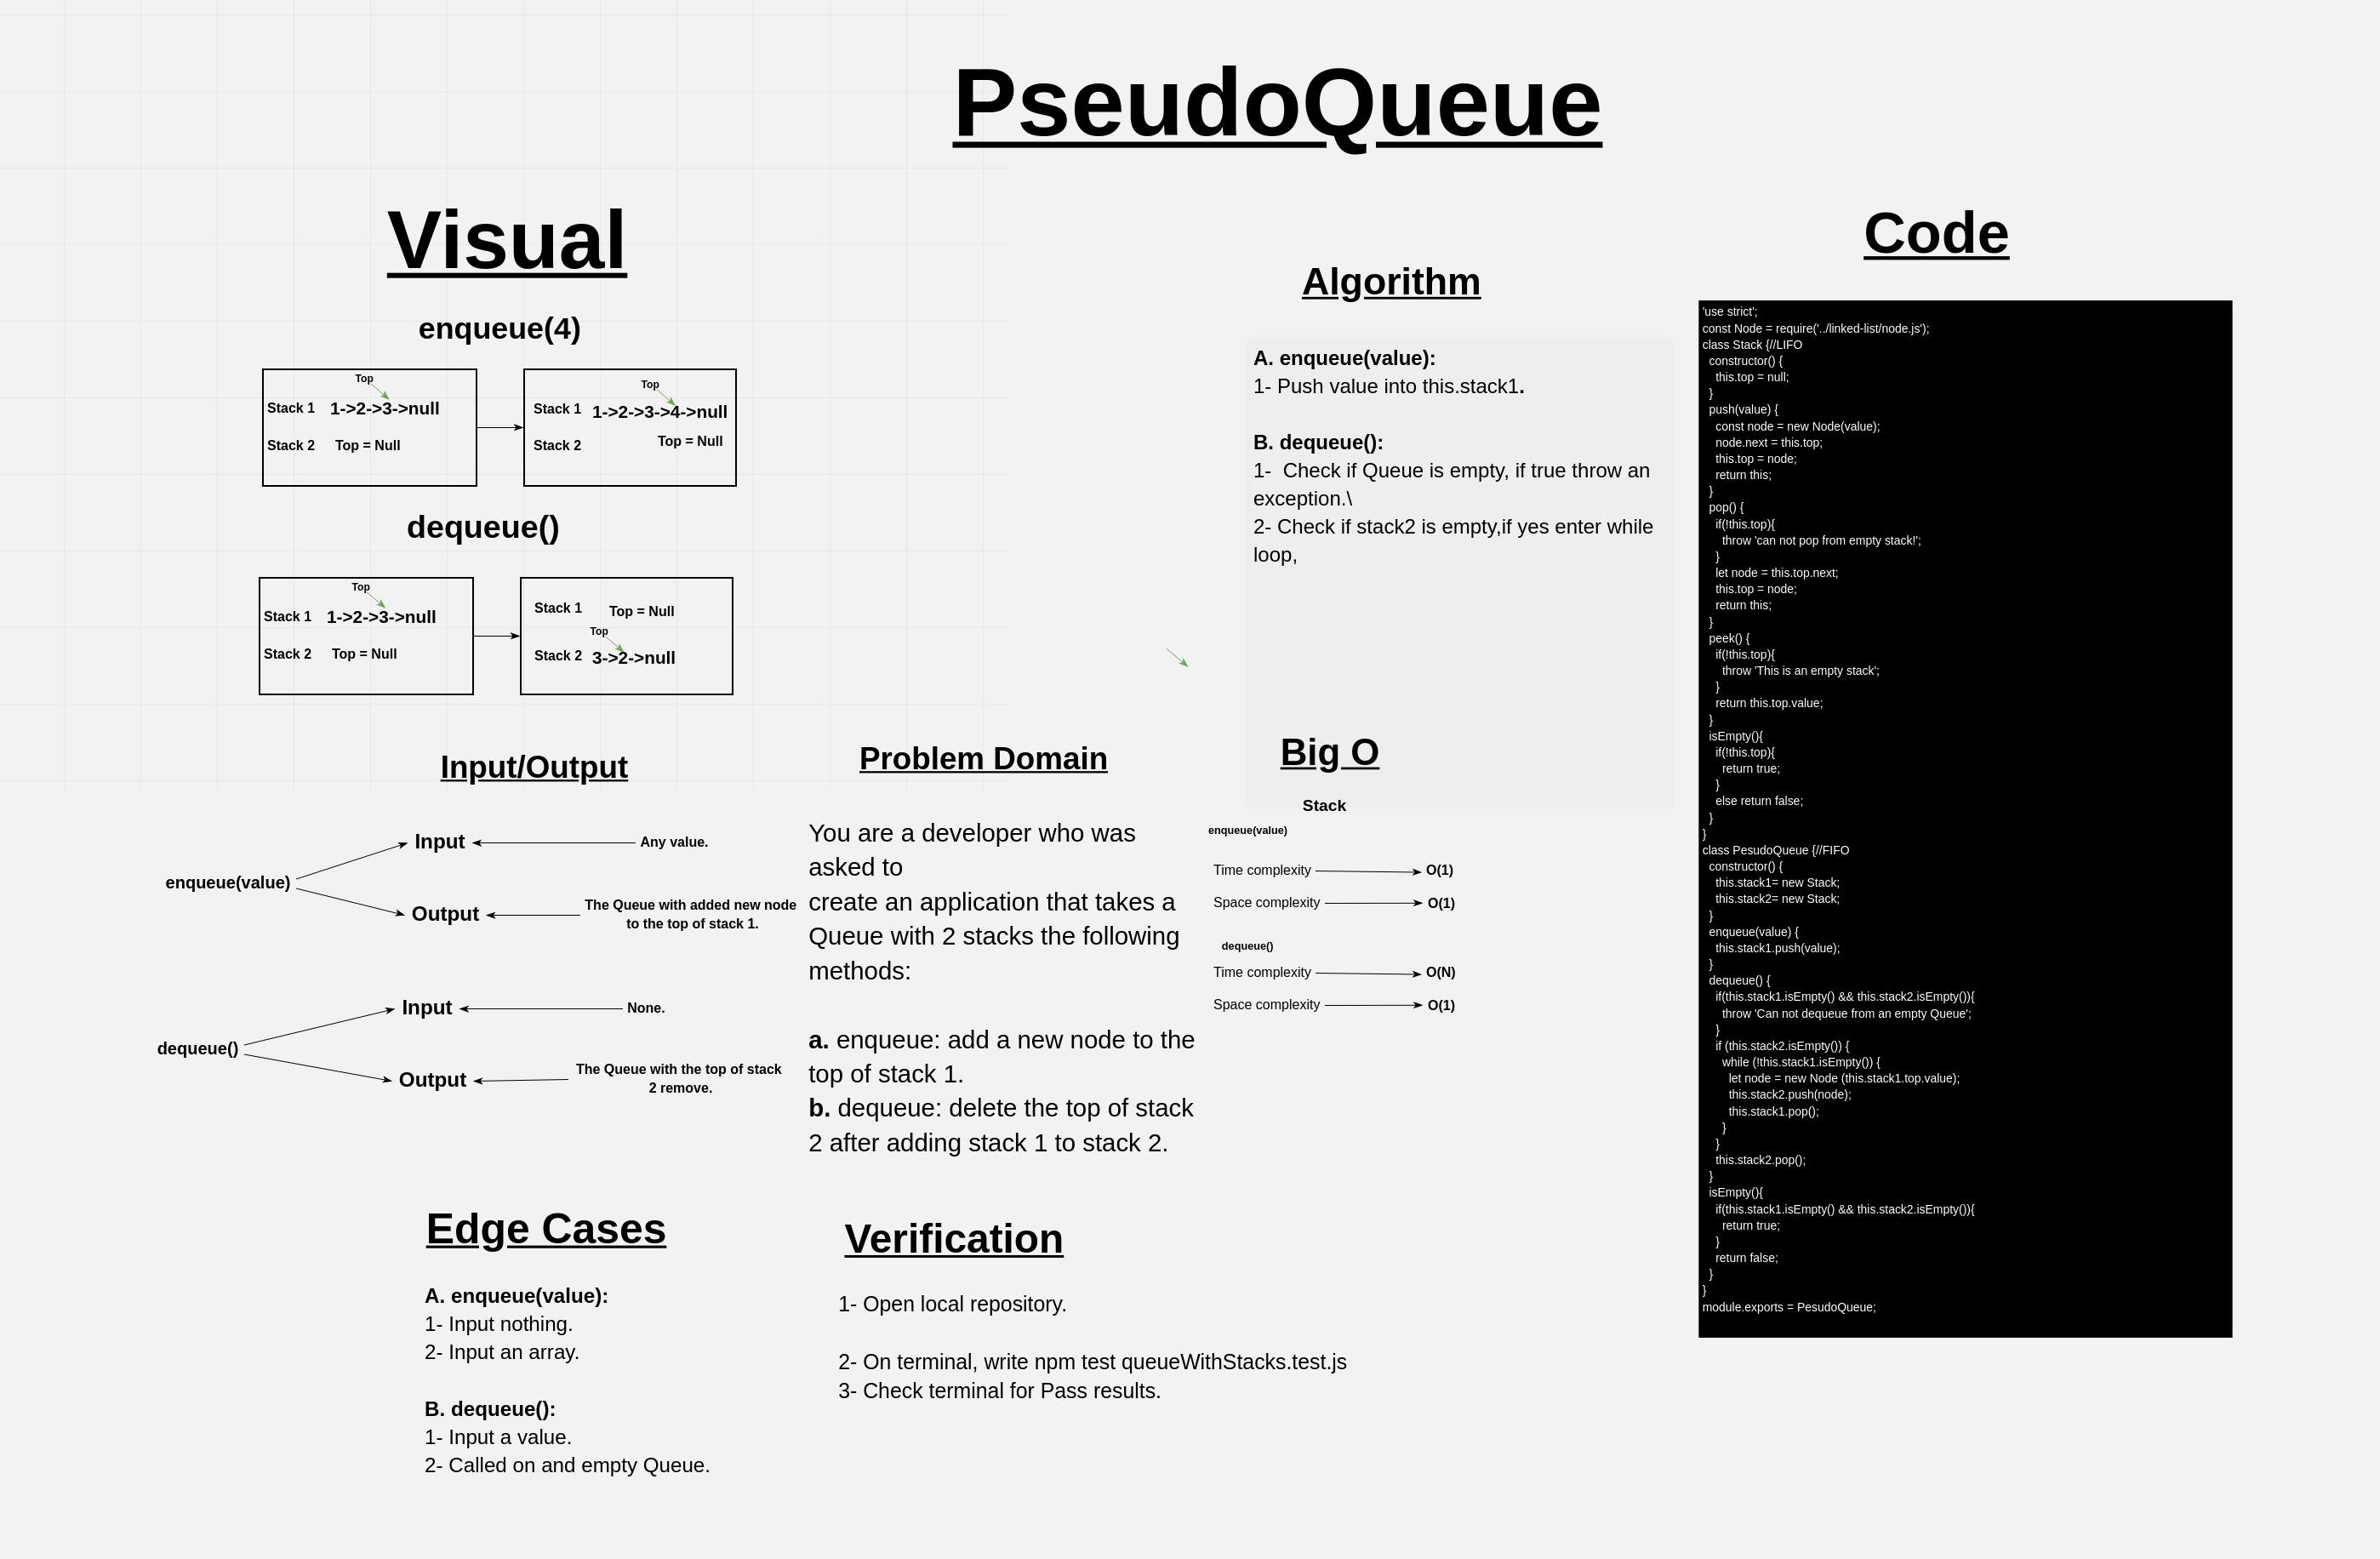 PseudoQueue
Visual
enqueue(4)
Top
Stack 1 1->2->3->null
Stack 2 Top = Null
Top
Stack 1 1->2->3->4->null
Stack 2 Top = Null
dequeue()
Top
Stack 1 1->2->3->null
Stack 2 Top = Null
Stack 1 Top = Null
Top
Stack 2 3->2->null
Input/Output
enqueue(value)
Input
Any value.
Output
The Queue with added new node
to the top of stack 1.
dequeue()
Input
None.
Output
The Queue with the top of stack
2 remove.
Problem Domain
You are a developer who was
asked to
create an application that takes a
Queue with 2 stacks the following
methods:
a. enqueue: add a new node to the
top of stack 1.
b. dequeue: delete the top of stack
2 after adding stack 1 to stack 2.
Algorithm
A. enqueue(value):
1- Push value into this.stack1.
B. dequeue():
1-  Check if Queue is empty, if true throw an
exception.\
2- Check if stack2 is empty,if yes enter while
loop,
Big O
Stack
enqueue(value)
Time complexity O(1)
Space complexity O(1)
dequeue()
Time complexity O(N)
Space complexity O(1)
Edge Cases
A. enqueue(value):
1- Input nothing.
2- Input an array.
B. dequeue():
1- Input a value.
2- Called on and empty Queue.
Verification
1- Open local repository.
2- On terminal, write npm test queueWithStacks.test.js
3- Check terminal for Pass results.
Code
'use strict';
const Node = require('../linked-list/node.js');
class Stack {//LIFO
constructor() {
this.top = null;
}
push(value) {
const node = new Node(value);
node.next = this.top;
this.top = node;
return this;
}
pop() {
if(!this.top){
throw 'can not pop from empty stack!';
}
let node = this.top.next;
this.top = node;
return this;
}
peek() {
if(!this.top){
throw 'This is an empty stack';
}
return this.top.value;
}
isEmpty(){
if(!this.top){
return true;
}
else return false;
}
}
class PesudoQueue {//FIFO
constructor() {
this.stack1= new Stack;
this.stack2= new Stack;
}
enqueue(value) {
this.stack1.push(value);
}
dequeue() {
if(this.stack1.isEmpty() && this.stack2.isEmpty()){
throw 'Can not dequeue from an empty Queue';
}
if (this.stack2.isEmpty()) {
while (!this.stack1.isEmpty()) {
let node = new Node (this.stack1.top.value);
this.stack2.push(node);
this.stack1.pop();
}
}
this.stack2.pop();
}
isEmpty(){
if(this.stack1.isEmpty() && this.stack2.isEmpty()){
return true;
}
return false;
}
}
module.exports = PesudoQueue;